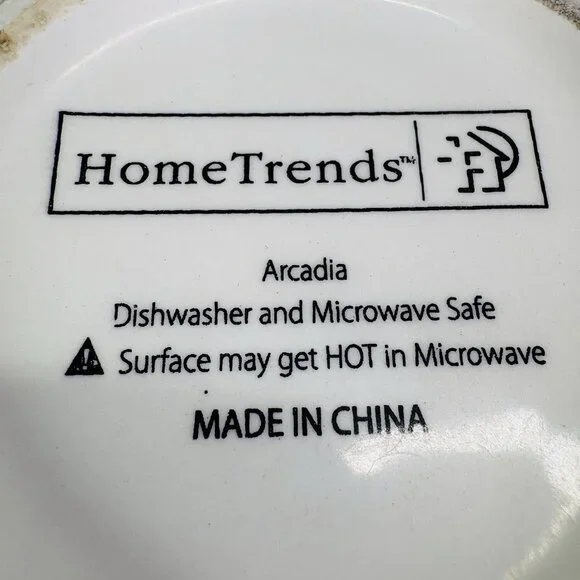 HomeTrends™
Arcadia
Dishwasher and Microwave Safe
Surface may get HOT in Microwave
MADE IN CHINA